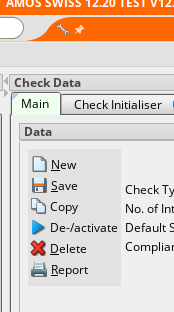 AMOS SWISS 12.20 TEST V12.
Check Data
Main Check Initialiser
Data
New
Save
Copy
De-/activate
Delete
Report
Check Ty
No. of Int
Default S
Complian